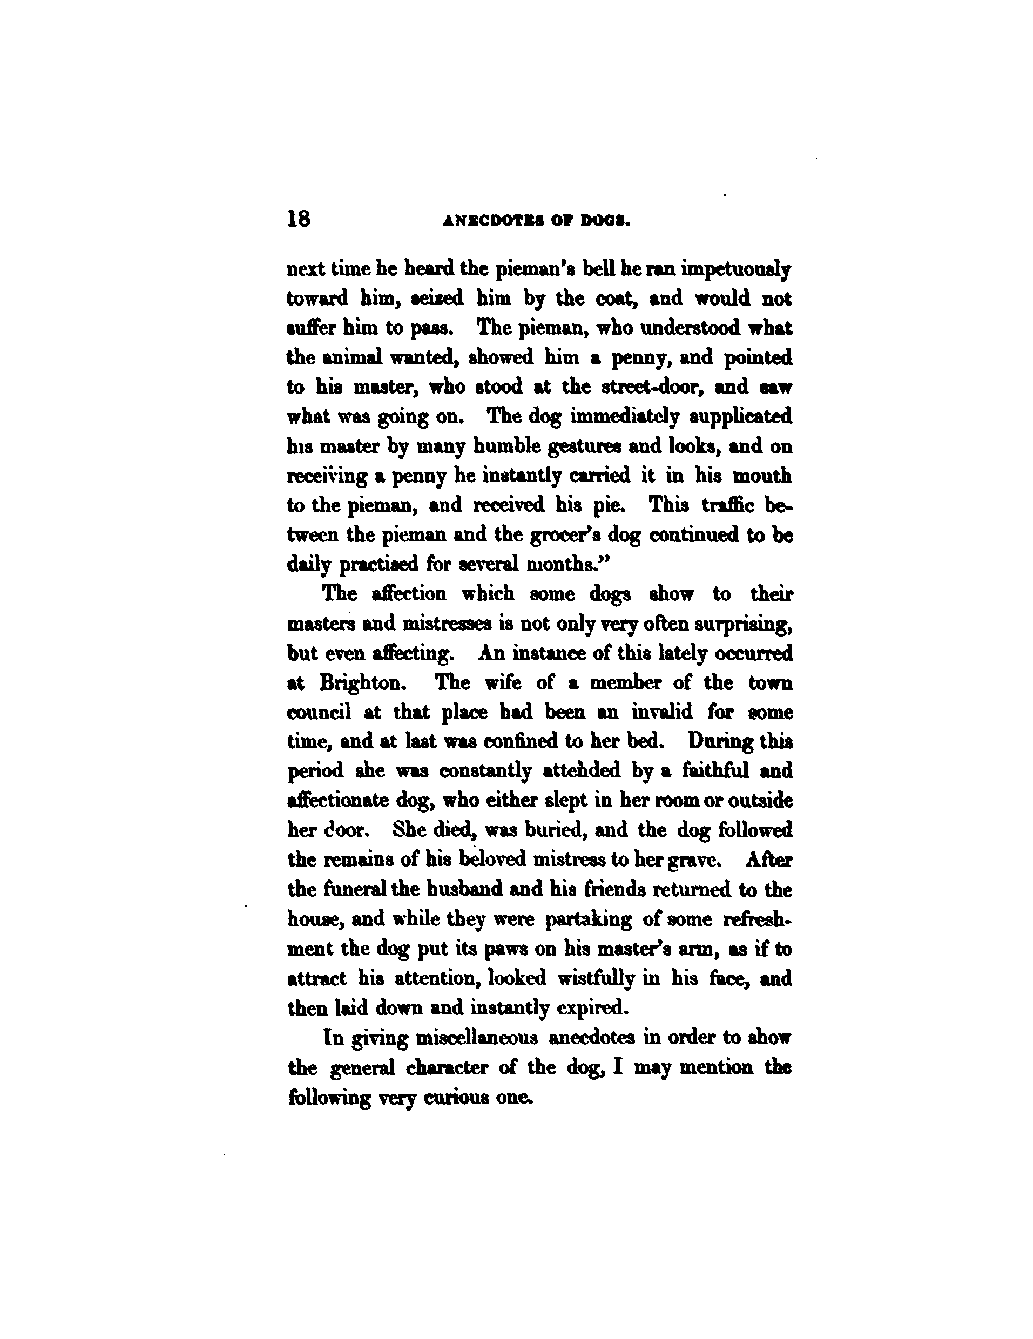 18 ANECDOTES OF DOGS.
next time he heard the pieman's bell he ran impetuously
toward him, seized him by the coat, and would not
suffer him to pass. The pieman, who understood what
the animal wanted, showed him a penny, and pointed
to his master, who stood at the street-door, and saw
what was going on. The dog immediately supplicated
his master by many humble gestures and looks, and on
receiving a penny he instantly carried it in his mouth
to the pieman, and received his pie. This traffic be-
tween the pieman and the grocer's dog continued to be
daily practised for several months."
The affection which some dogs show to their
masters and mistresses is not only very often surprising,
but even affecting. An instance of this lately occurred
at Brighton. The wife of a member of the town
council at that place had been an invalid for some
time, and at last was confined to her bed. During this
period she was constantly attended by a faithful and
affectionate dog, who either slept in her room or outside
her door. She died, was buried, and the dog followed
the remains of his beloved mistress to her grave. After
the funeral the husband and his friends returned to the
house, and while they were partaking of some refresh-
ment the dog put its paws on his master's arm, as if to
attract his attention, looked wistfully in his face, and
then laid down and instantly expired.
In giving miscellaneous anecdotes in order to show
the general character of the dog, I may mention the
following very curious one.